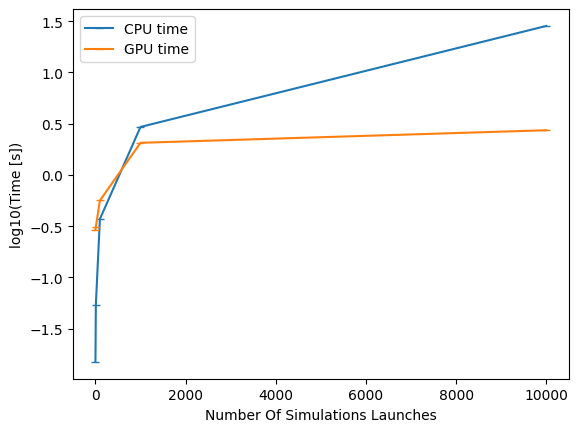 CPU time
GPU time
1.5
1.0
0.5
0.0
−0.5
−1.0
−1.5
log10(Time [s])
0 2000 4000 6000 8000 10000
Number Of Simulations Launches